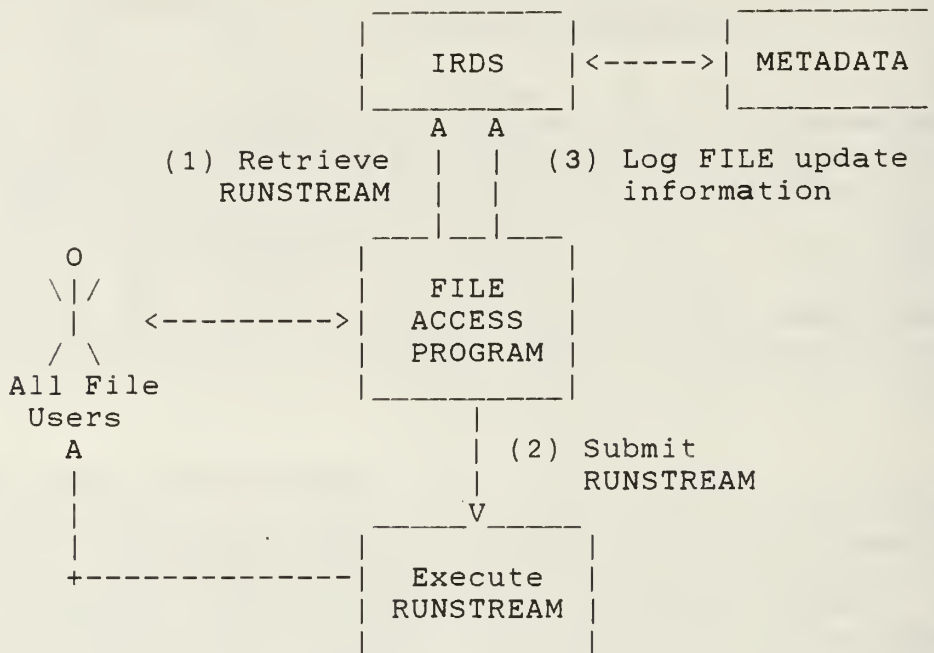 IRDS <-----> METADATA
A A
(1) Retrieve
RUNSTREAM
(3) Log FILE update
information
O
\|/
|
/ \
All File
Users
A
<---------->
FILE
ACCESS
PROGRAM
(2) Submit
RUNSTREAM
V
+-------------
Execute
RUNSTREAM